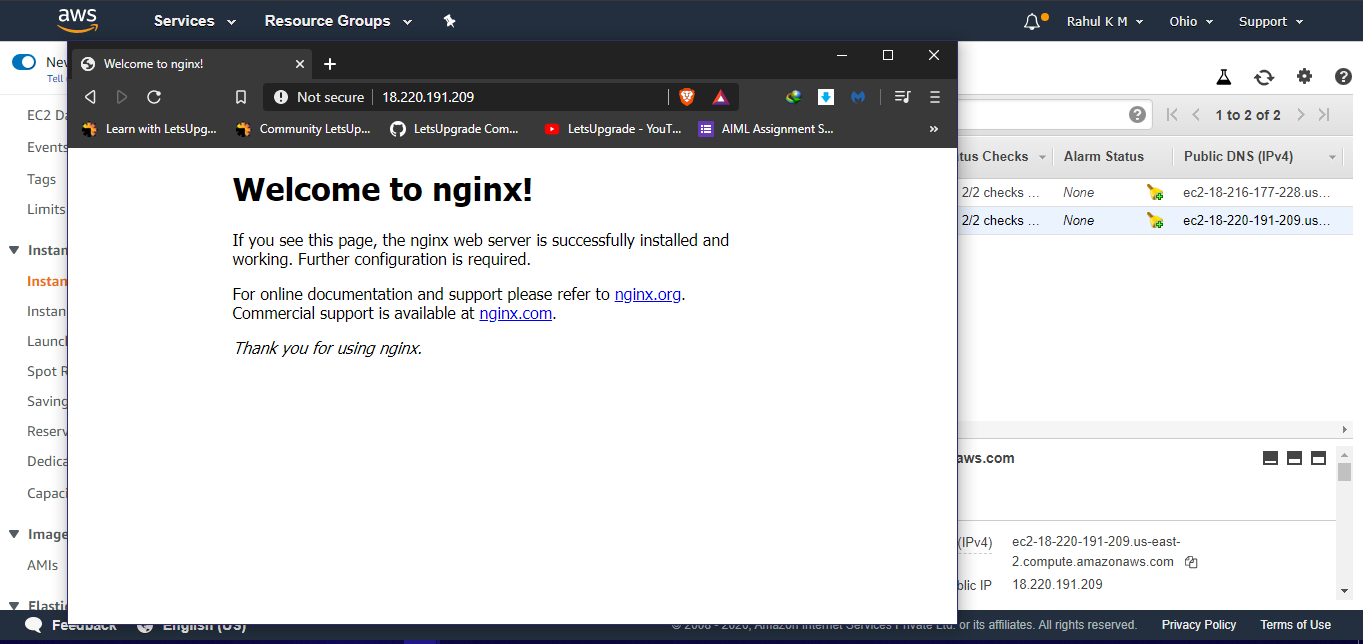 aws Services Resource Groups Rahul K M Ohio Support
Welcome to nginx!
Not secure 18.220.191.209
Learn with LetsUpg... Community LetsUp... LetsUpgrade Com... LetsUpgrade - YouT... AIML Assignment S... »
Welcome to nginx!
If you see this page, the nginx web server is successfully installed and
working. Further configuration is required.
For online documentation and support please refer to nginx.org.
Commercial support is available at nginx.com.
Thank you for using nginx.
New
Tell
EC2 Da
Events
Tags
Limits
Instan
Instan
Instan
Launch
Spot R
Saving
Reserv
Dedica
Capaci
Image
AMIs
Elastic
1 to 2 of 2
tus Checks Alarm Status Public DNS (IPv4)
2/2 checks ... None ec2-18-216-177-228.us...
2/2 checks ... None ec2-18-220-191-209.us...
aws.com
(IPv4) ec2-18-220-191-209.us-east-
2.compute.amazonaws.com
blic IP 18.220.191.209
Feedback English (US) © 2008 - 2020, Amazon Internet Services Private Ltd. or its affiliates. All rights reserved. Privacy Policy Terms of Use